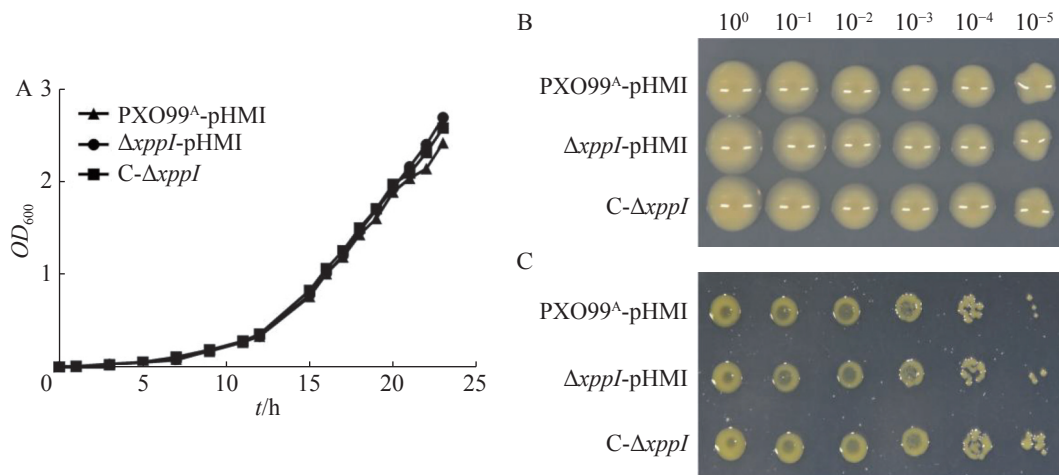 A
3
PXO99ᴬ-pHMI
ΔxppI-pHMI
C-ΔxppI
2
OD₆₀₀
1
0
0 5 10 15 20 25
t/h
B
10⁰ 10⁻¹ 10⁻² 10⁻³ 10⁻⁴ 10⁻⁵
PXO99ᴬ-pHMI
ΔxppI-pHMI
C-ΔxppI
C
PXO99ᴬ-pHMI
ΔxppI-pHMI
C-ΔxppI